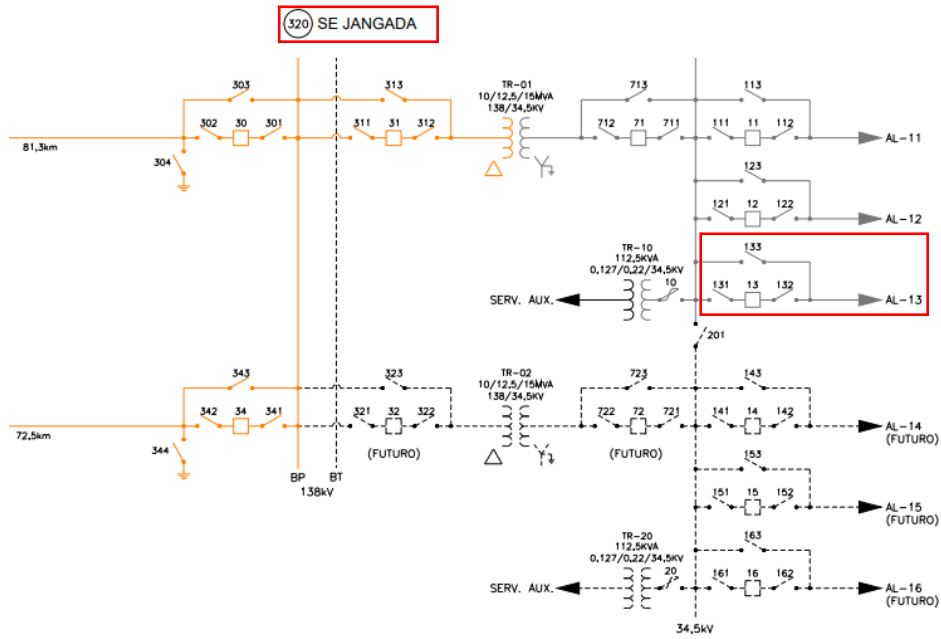 320 SE JANGADA
303
313
TR-01
10/12,5/15MVA
138/34,5KV
713
113
302 30 301
311 31 312
712 71 711
111 11 112
AL-11
81,3km
304
123
121 12 122
AL-12
TR-10
112,5KVA
0,127/0,22/34,5KV
133
SERV. AUX.
10
131 13 132
AL-13
201
343
323
TR-02
10/12,5/15MVA
138/34,5KV
723
143
342 34 341
321 32 322
722 72 721
141 14 142
AL-14
(FUTURO)
72,5km
344
(FUTURO)
(FUTURO)
153
BP BT
138kV
151 15 152
AL-15
(FUTURO)
TR-20
112,5KVA
0,127/0,22/34,5KV
163
SERV. AUX.
20
161 16 162
AL-16
(FUTURO)
34,5kV